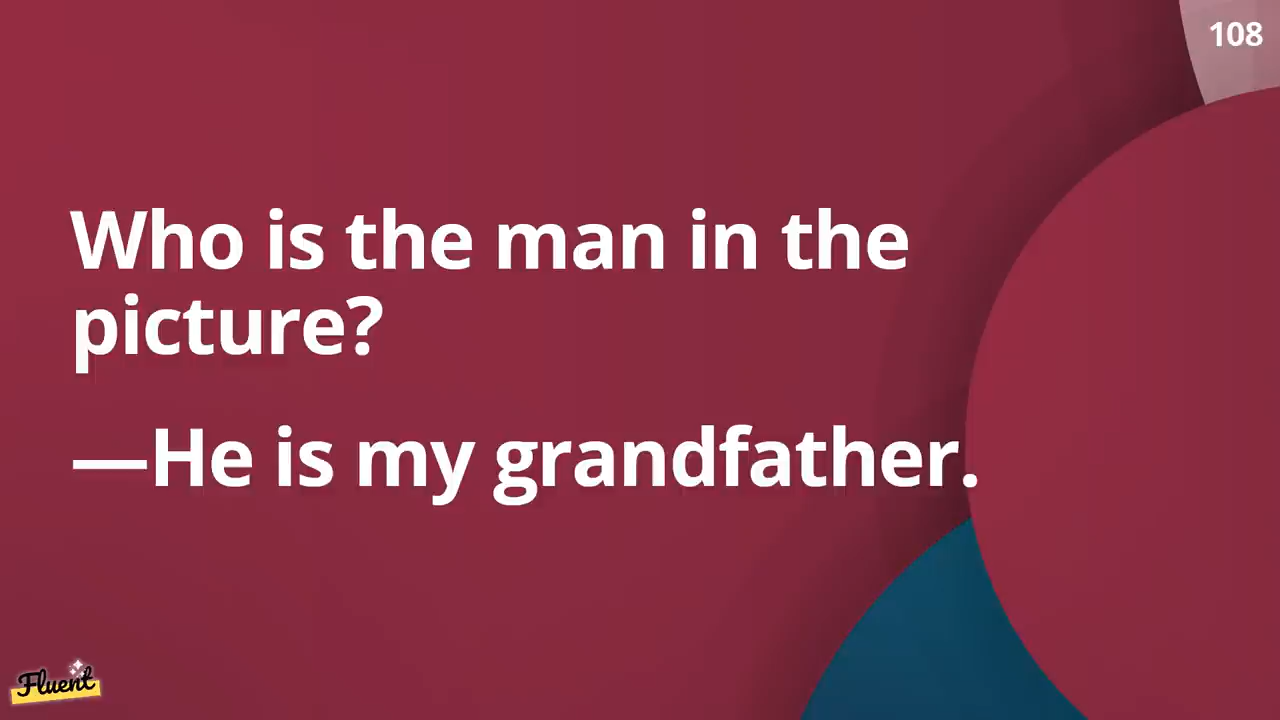 108
Who is the man in the
picture?
—He is my grandfather.
Fluent